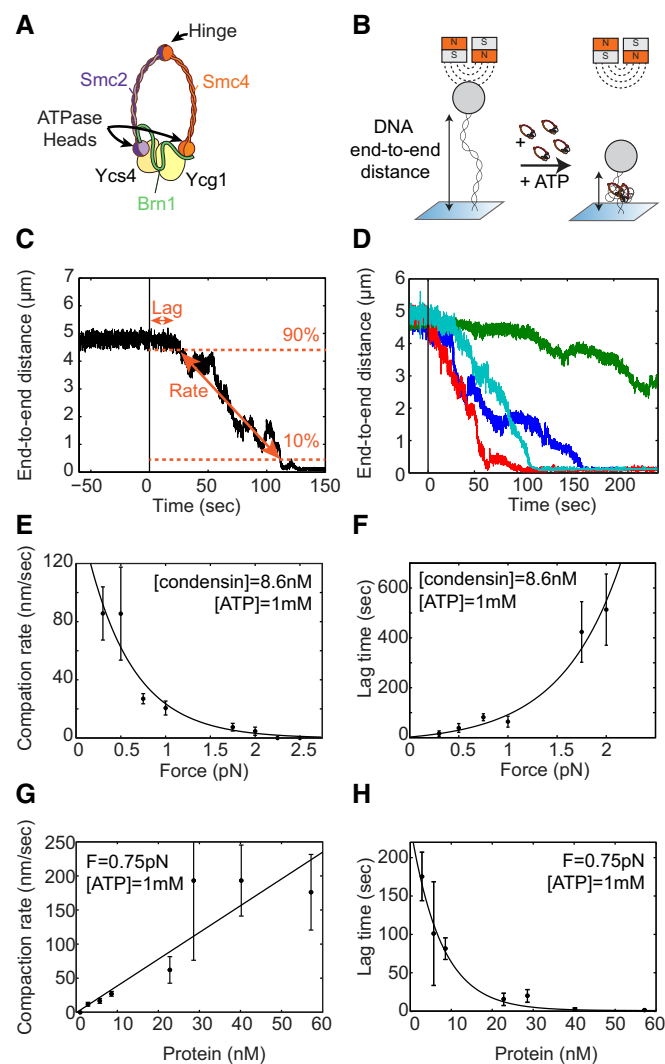 A
Hinge
Smc2
Smc4
ATPase
Heads
Ycs4
Ycg1
Brn1
B
N
S
S
N
N
S
S
N
DNA
end-to-end
distance
+
+ ATP
C
End-to-end distance (µm)
7
6
5
4
3
2
1
0
Lag
90%
Rate
10%
-50
0
50
100
150
Time (sec)
D
End-to-end distance (µm)
6
5
4
3
2
1
0
0
50
100
150
200
Time (sec)
E
Compation rate (nm/sec)
120
80
40
0
[condensin]=8.6nM
[ATP]=1mM
0
0.5
1
1.5
2
2.5
Force (pN)
F
Lag time (sec)
600
400
200
0
[condensin]=8.6nM
[ATP]=1mM
0
0.5
1
1.5
2
Force (pN)
G
Compaction rate (nm/sec)
250
200
150
100
50
0
F=0.75pN
[ATP]=1mM
0
10
20
30
40
50
60
Protein (nM)
H
Lag time (sec)
200
150
100
50
0
F=0.75pN
[ATP]=1mM
0
10
20
30
40
50
60
Protein (nM)